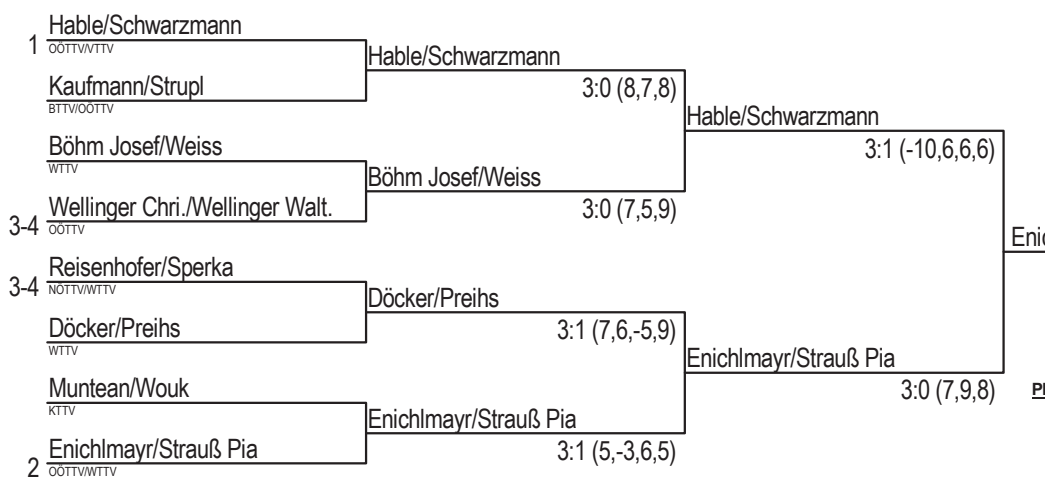 Hable/Schwarzmann
1
OÖTTV/VTTV
Hable/Schwarzmann
Kaufmann/Strupl
3:0 (8,7,8)
BTTV/OÖTTV
Hable/Schwarzmann
Böhm Josef/Weiss
3:1 (-10,6,6,6)
WTTV
Böhm Josef/Weiss
Wellinger Chri./Wellinger Walt.
3:0 (7,5,9)
3-4
OÖTTV
Reisenhofer/Sperka
3-4
NÖTTV/WTTV
Döcker/Preihs
Döcker/Preihs
3:1 (7,6,-5,9)
WTTV
Enichlmayr/Strauß Pia
Muntean/Wouk
3:0 (7,9,8)
KTTV
Enichlmayr/Strauß Pia
Enichlmayr/Strauß Pia
3:1 (5,-3,6,5)
2
OÖTTV/WTTV